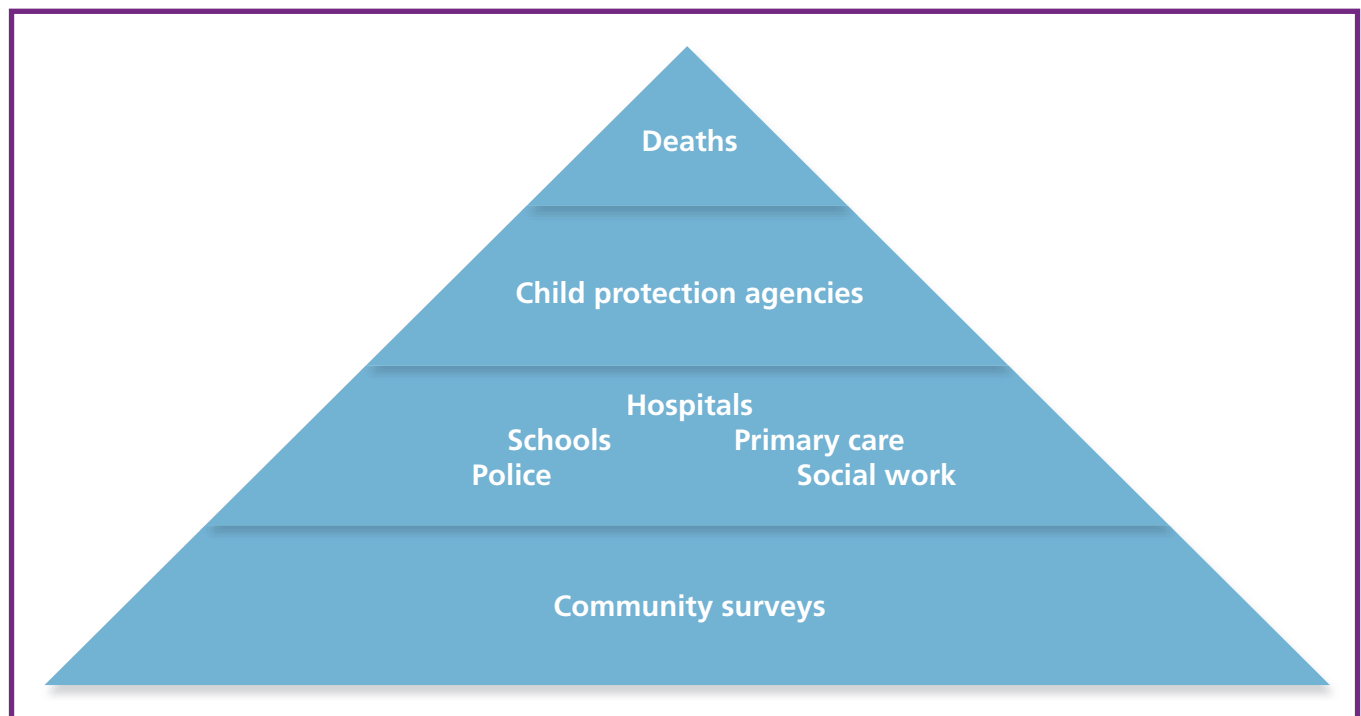 Deaths
Child protection agencies
Hospitals
Schools Primary care
Police Social work
Community surveys